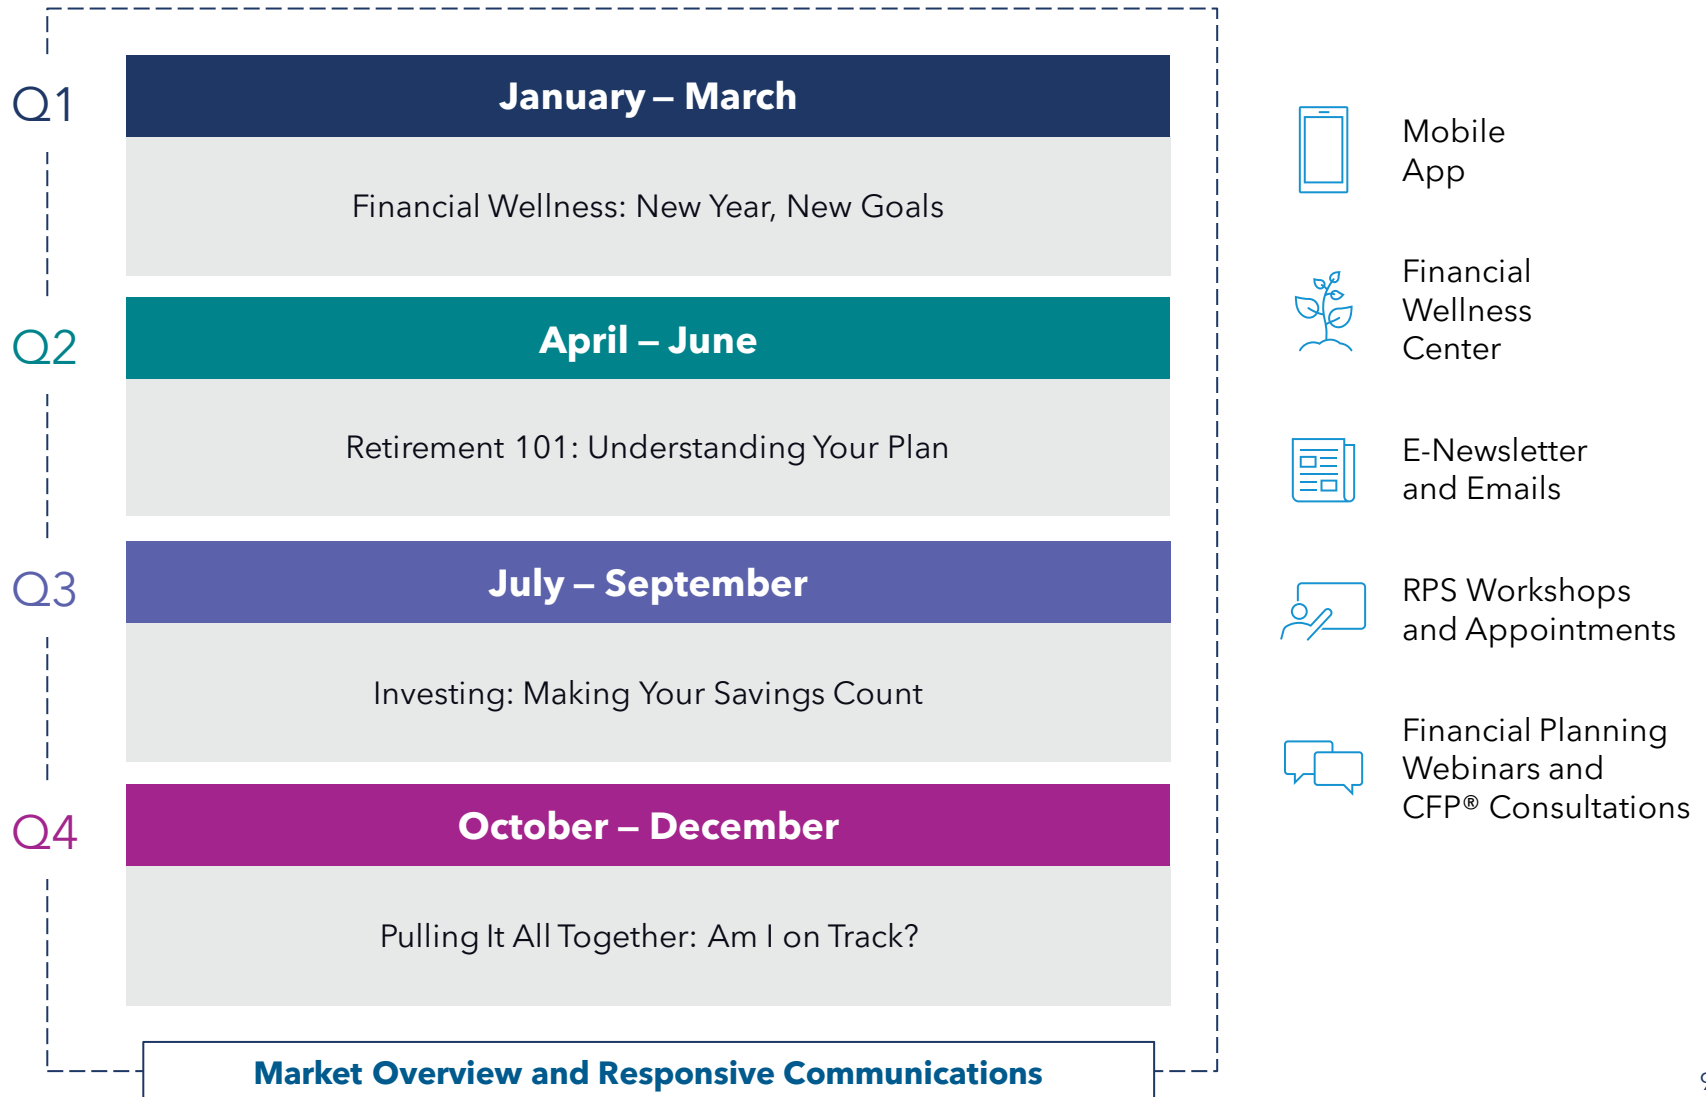 Q1
January – March
Financial Wellness: New Year, New Goals
Q2
April – June
Retirement 101: Understanding Your Plan
Q3
July – September
Investing: Making Your Savings Count
Q4
October – December
Pulling It All Together: Am I on Track?
Market Overview and Responsive Communications
Mobile
App
Financial
Wellness
Center
E-Newsletter
and Emails
RPS Workshops
and Appointments
Financial Planning
Webinars and
CFP® Consultations